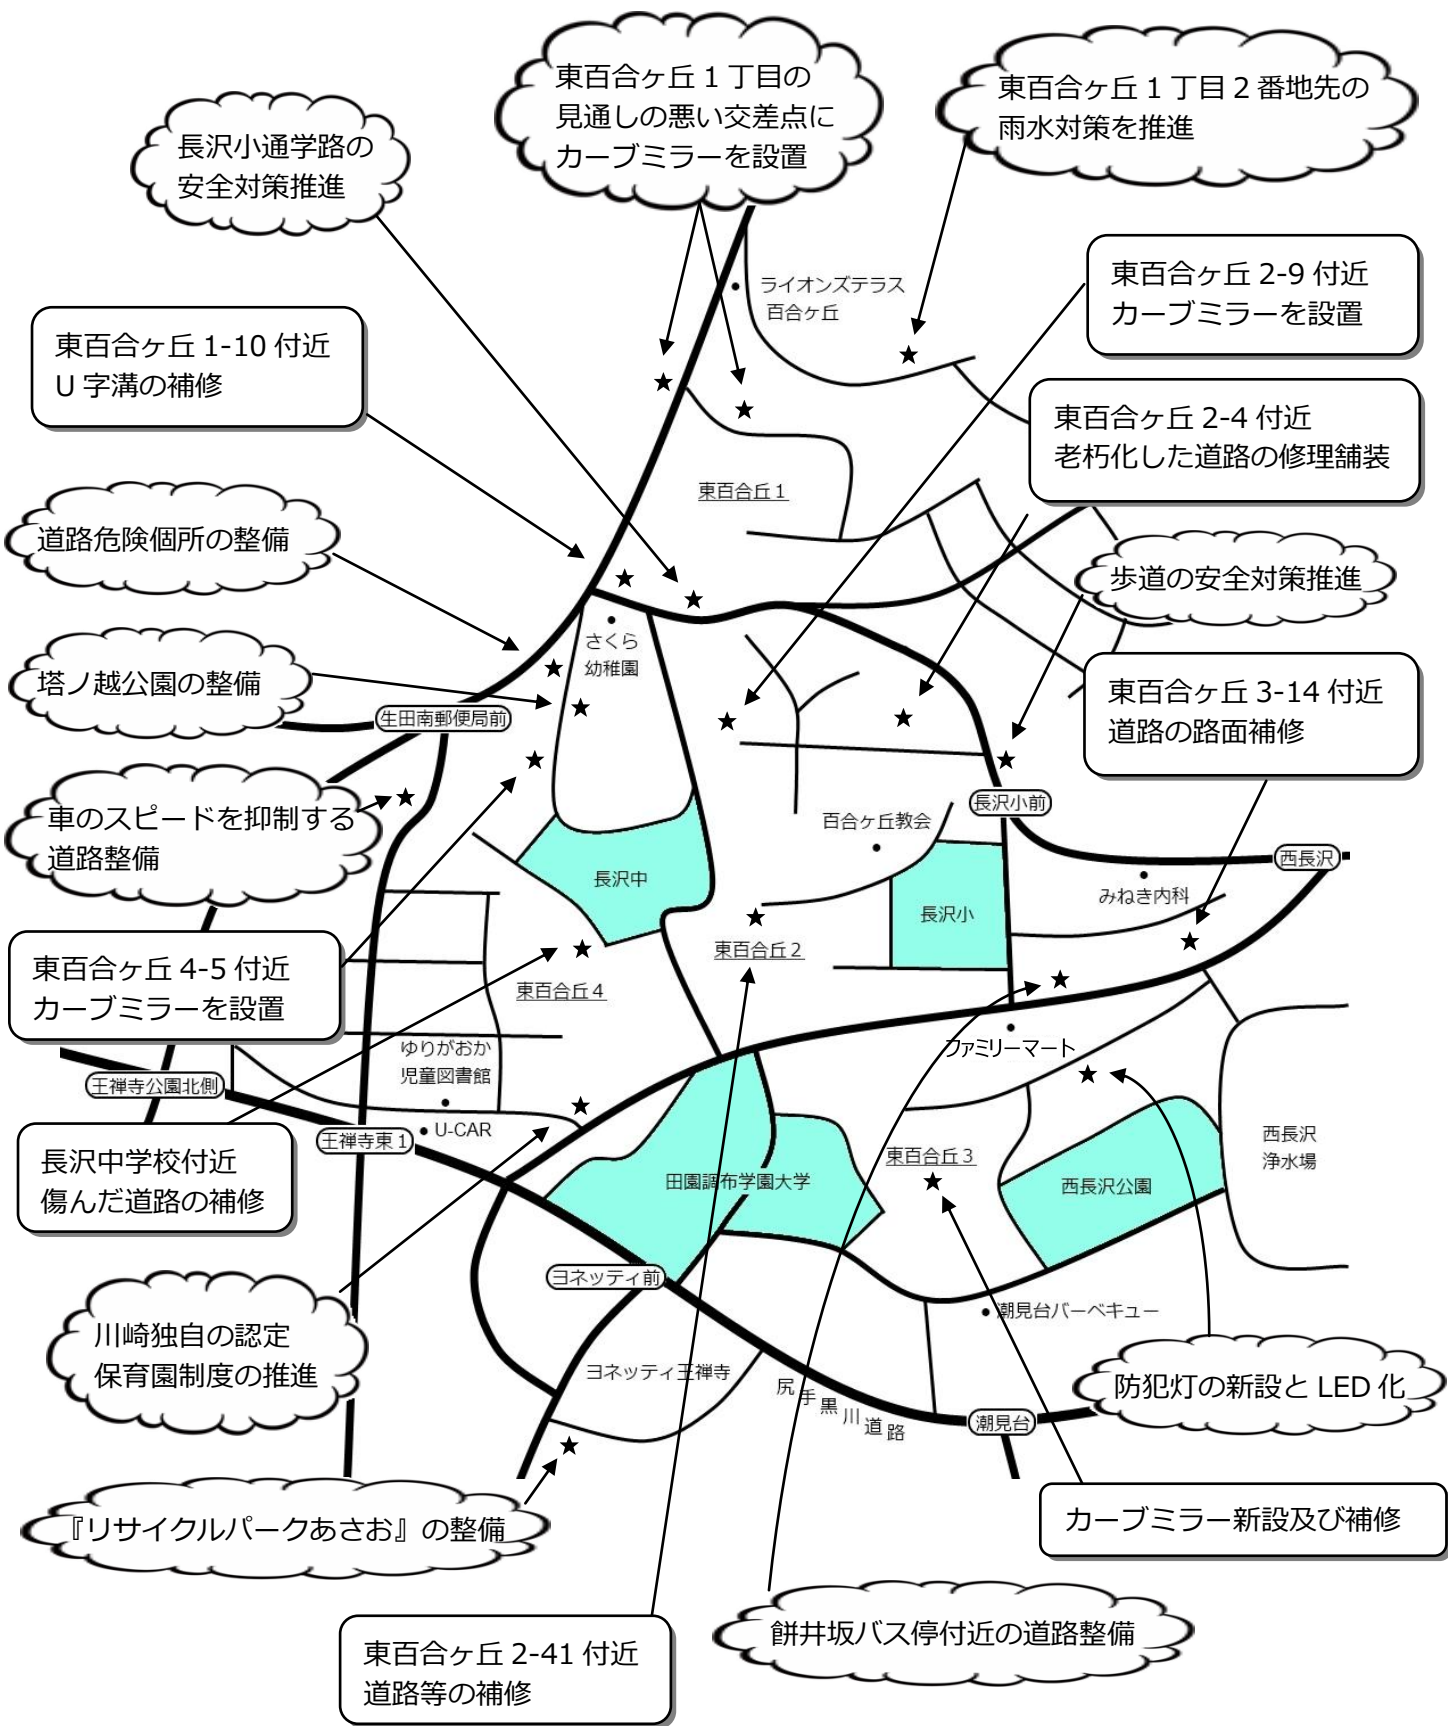 東百合ヶ丘 1 丁目の
見通しの悪い交差点に
カーブミラーを設置
東百合ヶ丘 1 丁目 2 番地先の
雨水対策を推進
長沢小通学路の
安全対策推進
東百合ヶ丘 2-9 付近
カーブミラーを設置
ライオンズテラス
百合ヶ丘
東百合ヶ丘 1-10 付近
U 字溝の補修
東百合ヶ丘 2-4 付近
老朽化した道路の修理舗装
東百合丘1
道路危険個所の整備
歩道の安全対策推進
さくら
幼稚園
塔ノ越公園の整備
東百合ヶ丘 3-14 付近
道路の路面補修
生田南郵便局前
車のスピードを抑制する
道路整備
長沢小前
百合ヶ丘教会
西長沢
長沢中
みねき内科
長沢小
東百合丘2
東百合ヶ丘 4-5 付近
カーブミラーを設置
東百合丘4
ゆりがおか
児童図書館
ファミリーマート
王禅寺公園北側
王禅寺東1
U-CAR
西長沢
浄水場
長沢中学校付近
傷んだ道路の補修
東百合丘3
田園調布学園大学
西長沢公園
ヨネッティ前
潮見台バーベキュー
川崎独自の認定
保育園制度の推進
ヨネッティ王禅寺
尻手黒川道路
防犯灯の新設と LED 化
潮見台
『リサイクルパークあさお』の整備
カーブミラー新設及び補修
餅井坂バス停付近の道路整備
東百合ヶ丘 2-41 付近
道路等の補修